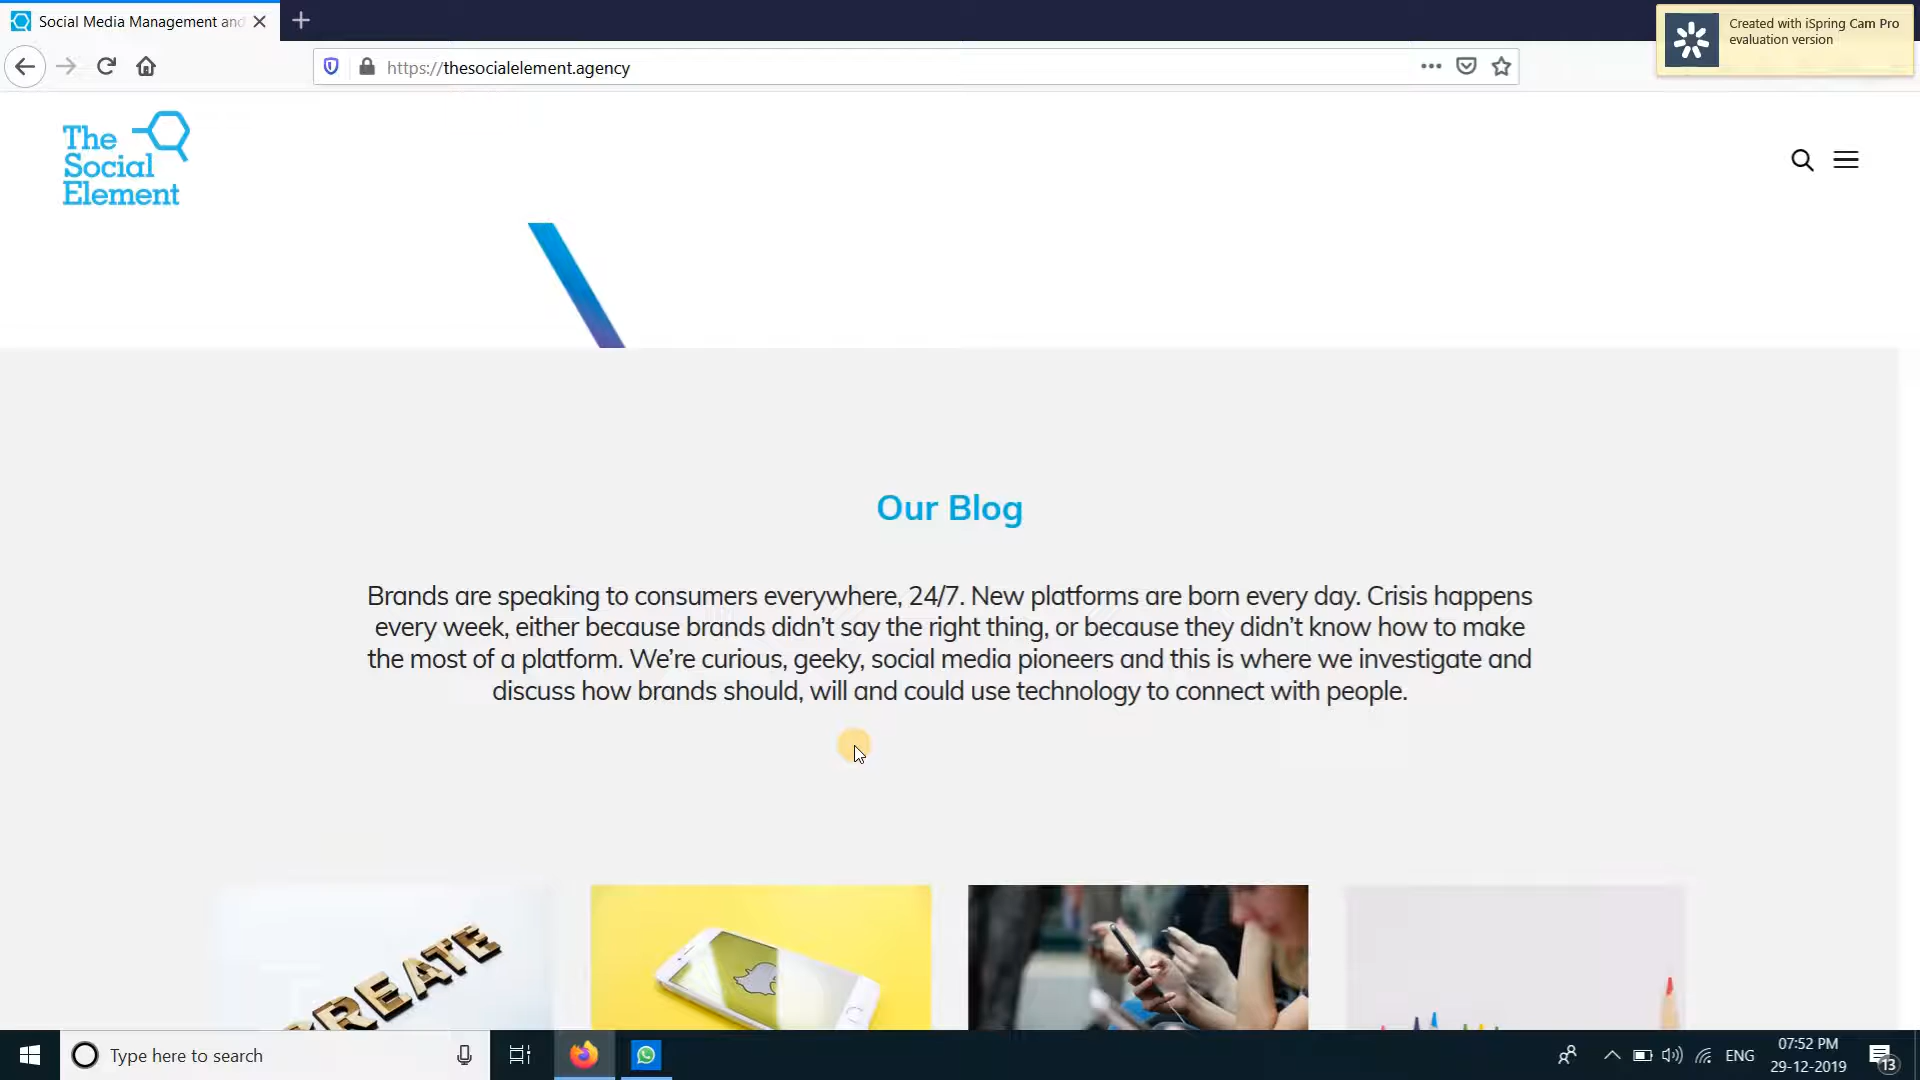 Social Media Management and
Created with iSpring Cam Pro
evaluation version
https://thesocialelement.agency
The
Social
Element
Our Blog
Brands are speaking to consumers everywhere, 24/7. New platforms are born every day. Crisis happens
every week, either because brands didn’t say the right thing, or because they didn’t know how to make
the most of a platform. We’re curious, geeky, social media pioneers and this is where we investigate and
discuss how brands should, will and could use technology to connect with people.
CREATE
Type here to search
ENG
07:52 PM
29-12-2019
13